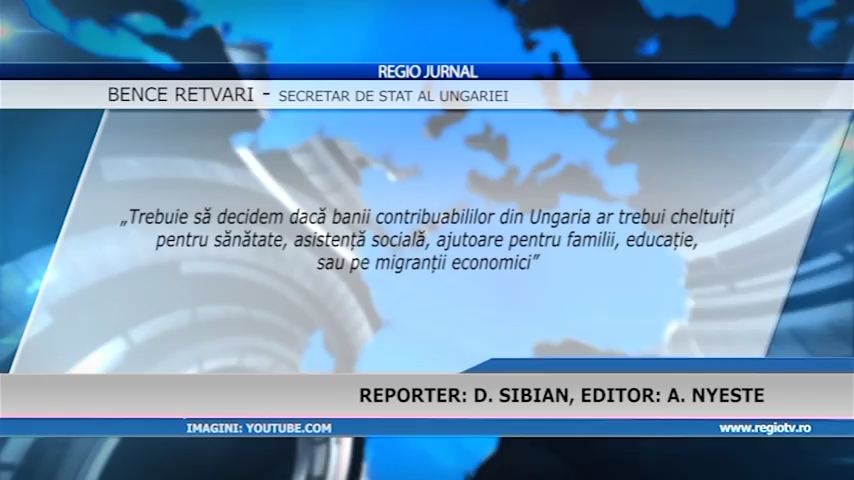 REGIO JURNAL
BENCE RETVARI - SECRETAR DE STAT AL UNGARIEI
„Trebuie să decidem dacă banii contribuabililor din Ungaria ar trebui cheltuiți
pentru sănătate, asistență socială, ajutoare pentru familii, educație,
sau pe migranții economici”
REPORTER: D. SIBIAN, EDITOR: A. NYESTE
IMAGINI: YOUTUBE.COM
www.regiotv.ro